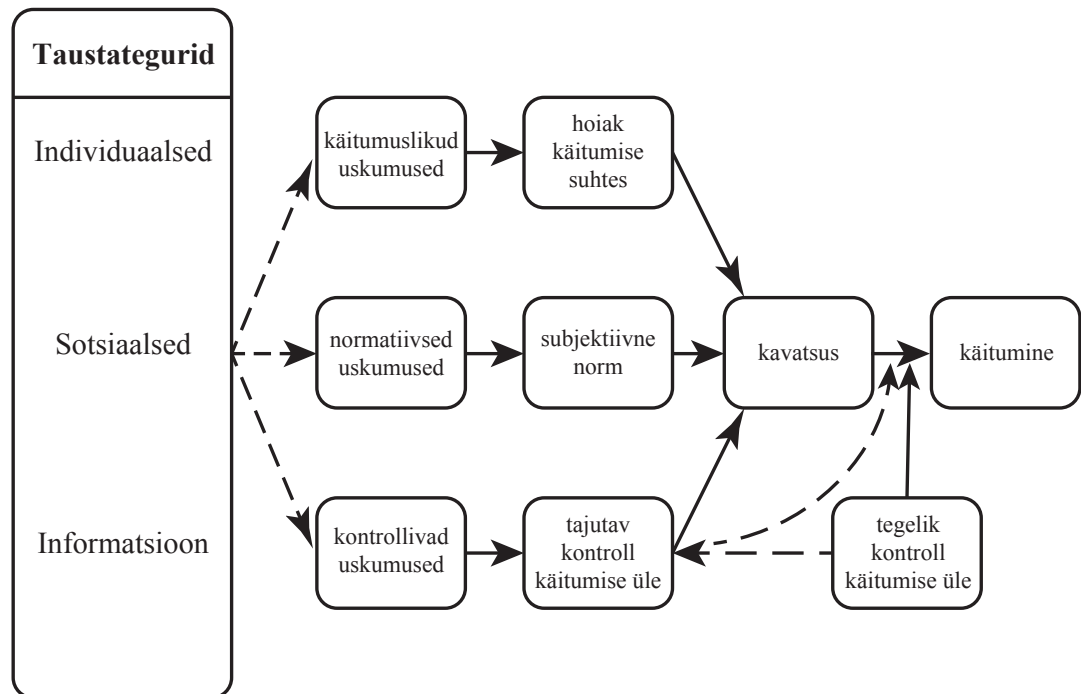 Taustategurid
Individuaalsed
Sotsiaalsed
Informatsioon
käitumuslikud
uskumused
hoiak
käitumise
suhtes
normatiivsed
uskumused
subjektiivne
norm
kavatsus
käitumine
kontrollivad
uskumused
tajutav
kontroll
käitumise üle
tegelik
kontroll
käitumise üle